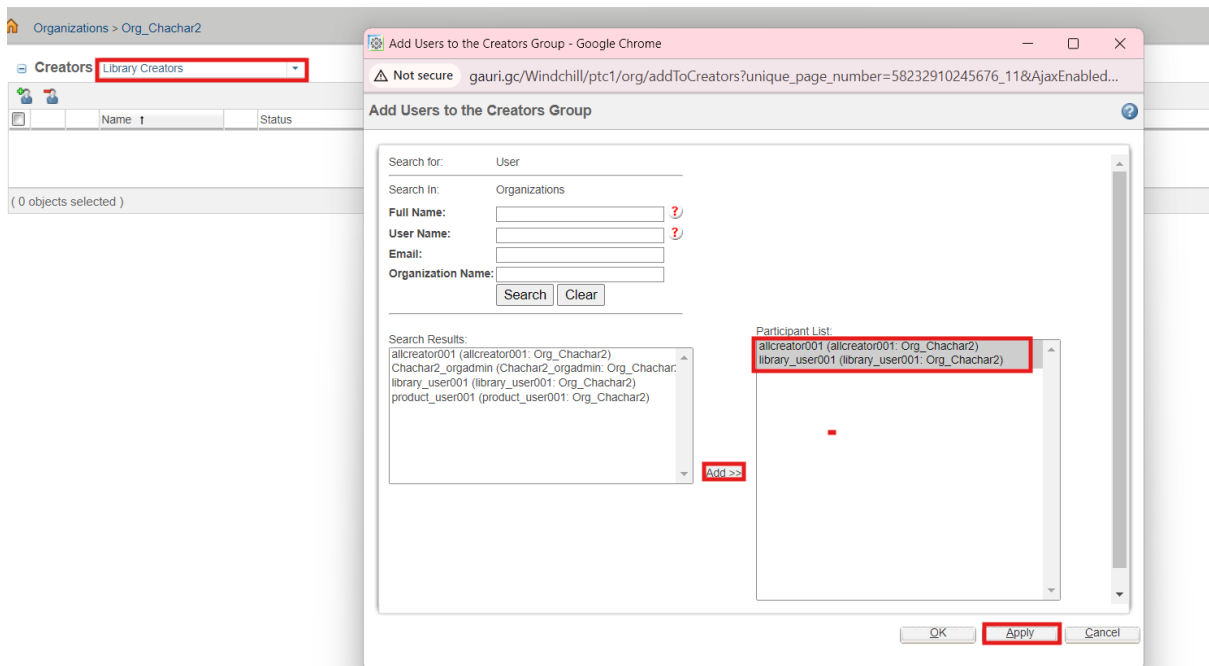 Organizations > Org_Chachar2
Creators Library Creators
Name ↑ Status
( 0 objects selected )
Add Users to the Creators Group - Google Chrome
Not secure gauri.gc/Windchill/ptc1/org/addToCreators?unique_page_number=58232910245676_11&AjaxEnabled...
Add Users to the Creators Group
Search for: User
Search In: Organizations
Full Name:
User Name:
Email:
Organization Name:
Search Clear
Search Results:
allcreator001 (allcreator001: Org_Chachar2)
Chachar2_orgadmin (Chachar2_orgadmin: Org_Chachar
library_user001 (library_user001: Org_Chachar2)
product_user001 (product_user001: Org_Chachar2)
Add >>
Participant List:
allcreator001 (allcreator001: Org_Chachar2)
library_user001 (library_user001: Org_Chachar2)
OK Apply Cancel